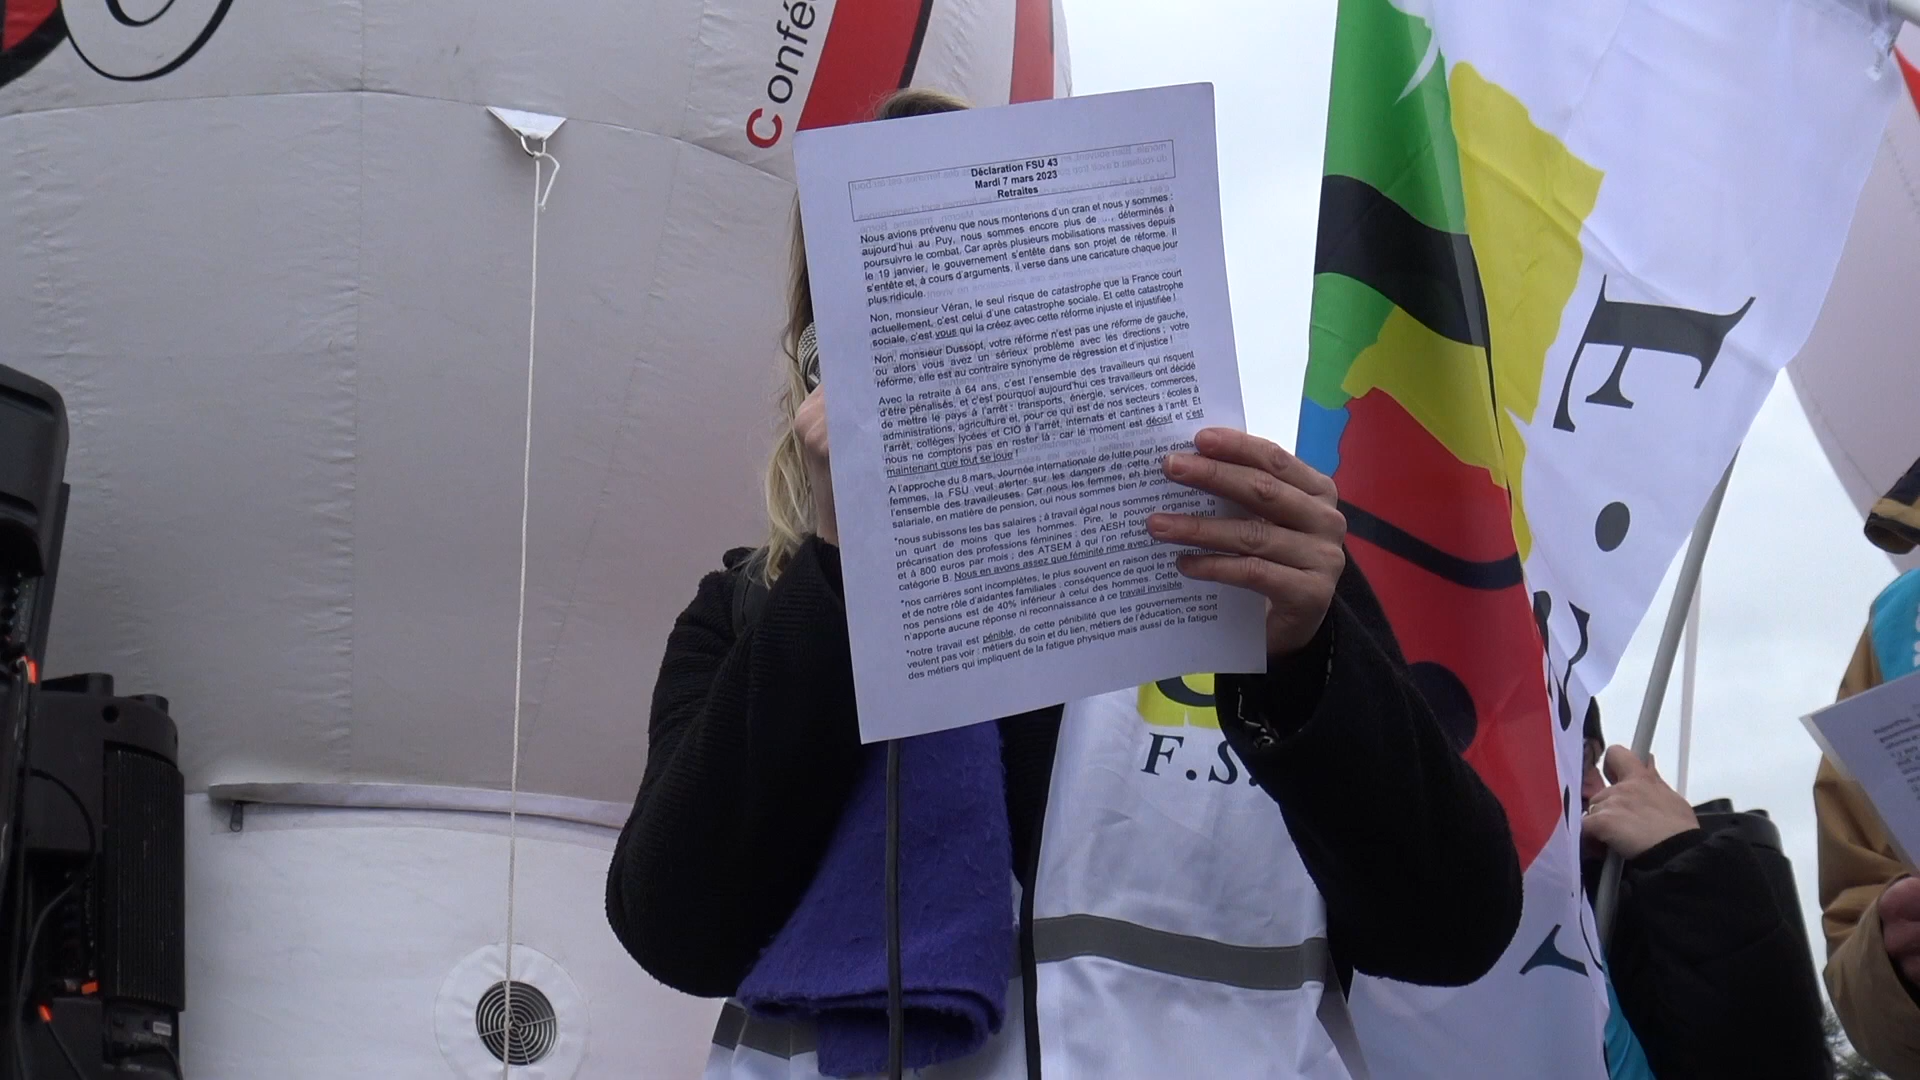 Confé
Déclaration FSU 43
Mardi 7 mars 2023
Retraites
Nous avions prévenu que nous monterions d'un cran et nous y sommes :
aujourd'hui au Puy, nous sommes encore plus de ...., déterminés à
poursuivre le combat. Car après plusieurs mobilisations massives depuis
le 19 janvier, le gouvernement s'entête dans son projet de réforme. Il
s'entête et, à cours d'arguments, il verse dans une caricature chaque jour
plus ridicule.
Non, monsieur Véran, le seul risque de catastrophe que la France court
actuellement, c'est celui d'une catastrophe sociale. Et cette catastrophe
sociale, c'est vous qui la créez avec cette réforme injuste et injustifiée !
Non, monsieur Dussopt, votre réforme n'est pas une réforme de gauche,
ou alors vous avez un sérieux problème avec les directions ; votre
réforme, elle est au contraire synonyme de régression et d'injustice !
Avec la retraite à 64 ans, c'est l'ensemble des travailleurs qui risquent
d'être pénalisés, et c'est pourquoi aujourd'hui ces travailleurs ont décidé
de mettre le pays à l'arrêt : transports, énergie, services, commerces,
administrations, agriculture et, pour ce qui est de nos secteurs : écoles à
l'arrêt, collèges lycées et CIO à l'arrêt, internats et cantines à l'arrêt. Et
nous ne comptons pas en rester là : car le moment est décisif et c'est
maintenant que tout se joue !
A l'approche du 8 mars, Journée internationale de lutte pour les droits
femmes, la FSU veut alerter sur les dangers de cette
l'ensemble des travailleuses. Car nous les femmes, eh bien
salariale, en matière de pension, oui nous sommes bien le
*nous subissons les bas salaires ; à travail égal nous sommes
un quart de moins que les hommes. Pire, le pouvoir organise la
précarisation des professions féminines : des AESH statut
et à 800 euros par mois ; des ATSEM à qui l'on refuse
catégorie B. Nous en avons assez que féminité rime avec
*nos carrières sont incomplètes, le plus souvent en raison des
et de notre rôle d'aidantes familiales : conséquence de quoi le
nos pensions est de 40% inférieur à celui des hommes. Cette
n'apporte aucune réponse ni reconnaissance à ce travail invisible.
*notre travail est pénible, de cette pénibilité que les gouvernements ne
veulent pas voir : métiers du soin et du lien, métiers de l'éducation, ce sont
des métiers qui impliquent de la fatigue physique mais aussi de la fatigue
F.S.
F.